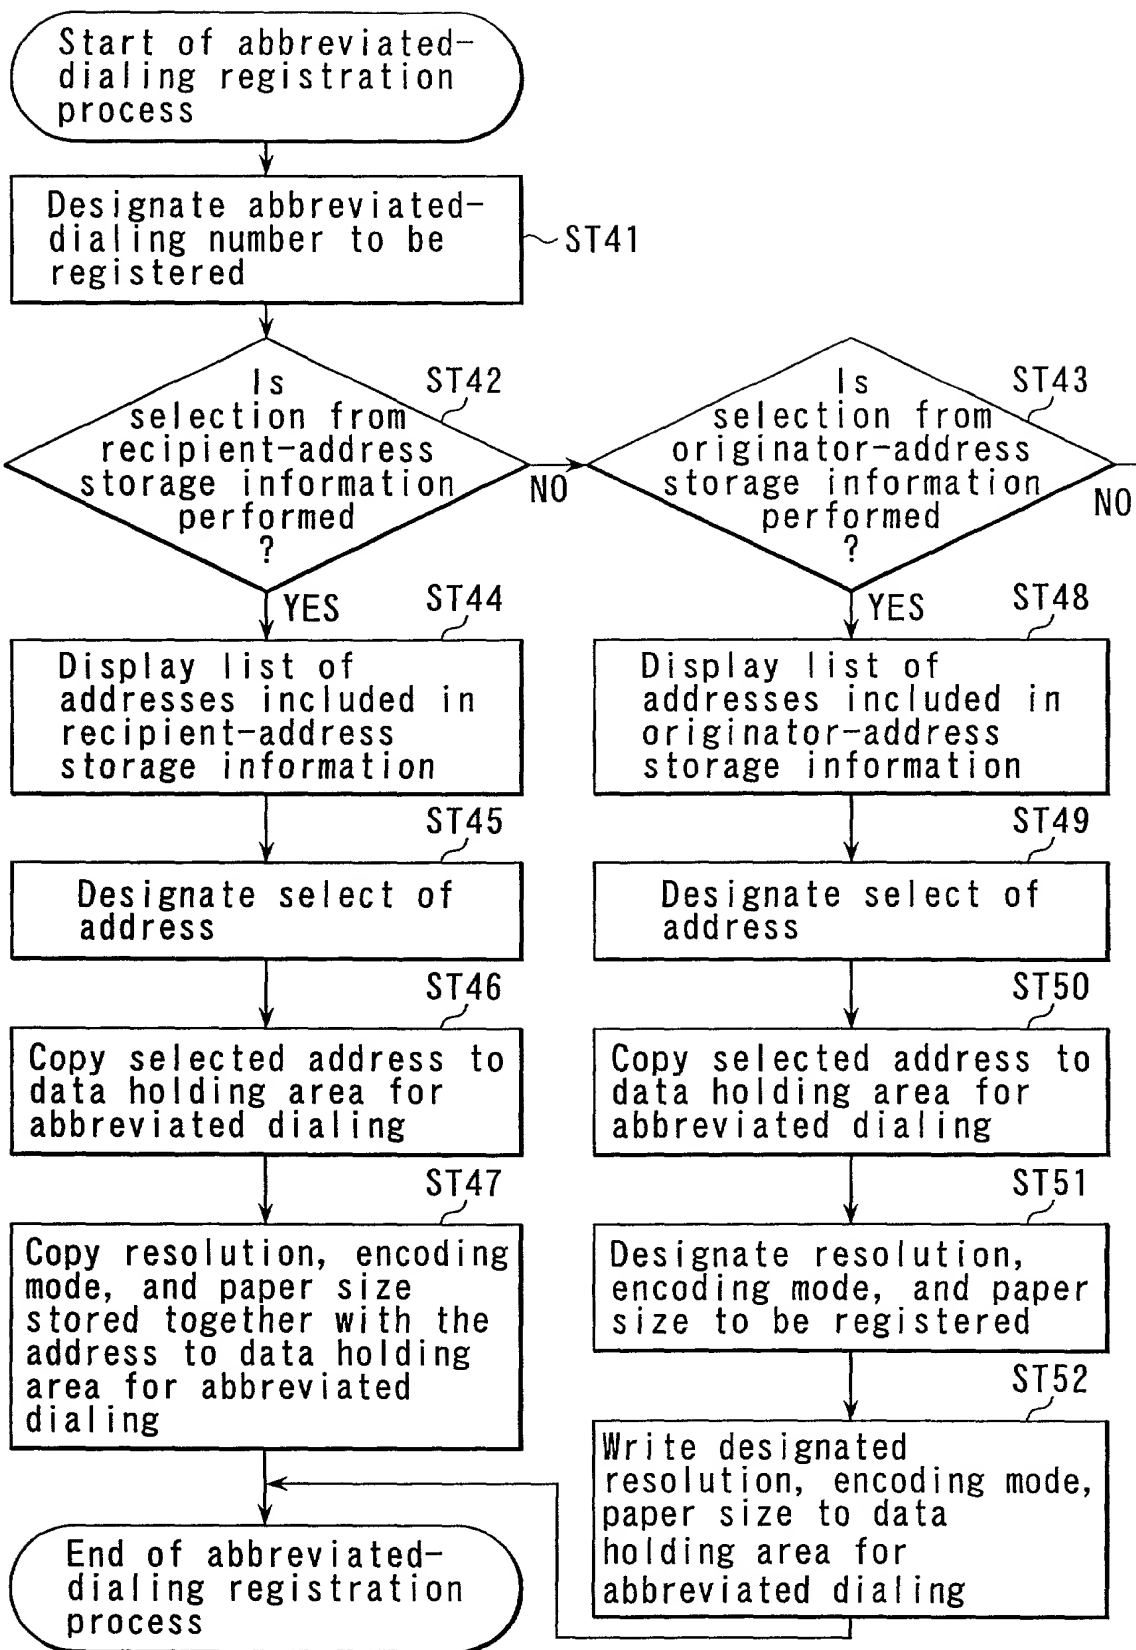 Start of abbreviated-
dialing registration
process
Designate abbreviated-
dialing number to be
registered
ST41
ST42
Is
selection from
recipient-address
storage information
performed
?
NO
YES
ST43
Is
selection from
originator-address
storage information
performed
?
NO
YES
ST44
Display list of
addresses included in
recipient-address
storage information
ST45
Designate select of
address
ST46
Copy selected address to
data holding area for
abbreviated dialing
ST47
Copy resolution, encoding
mode, and paper size
stored together with the
address to data holding
area for abbreviated
dialing
ST48
Display list of
addresses included in
originator-address
storage information
ST49
Designate select of
address
ST50
Copy selected address to
data holding area for
abbreviated dialing
ST51
Designate resolution,
encoding mode, and paper
size to be registered
ST52
Write designated
resolution, encoding mode,
paper size to data
holding area for
abbreviated dialing
End of abbreviated-
dialing registration
process